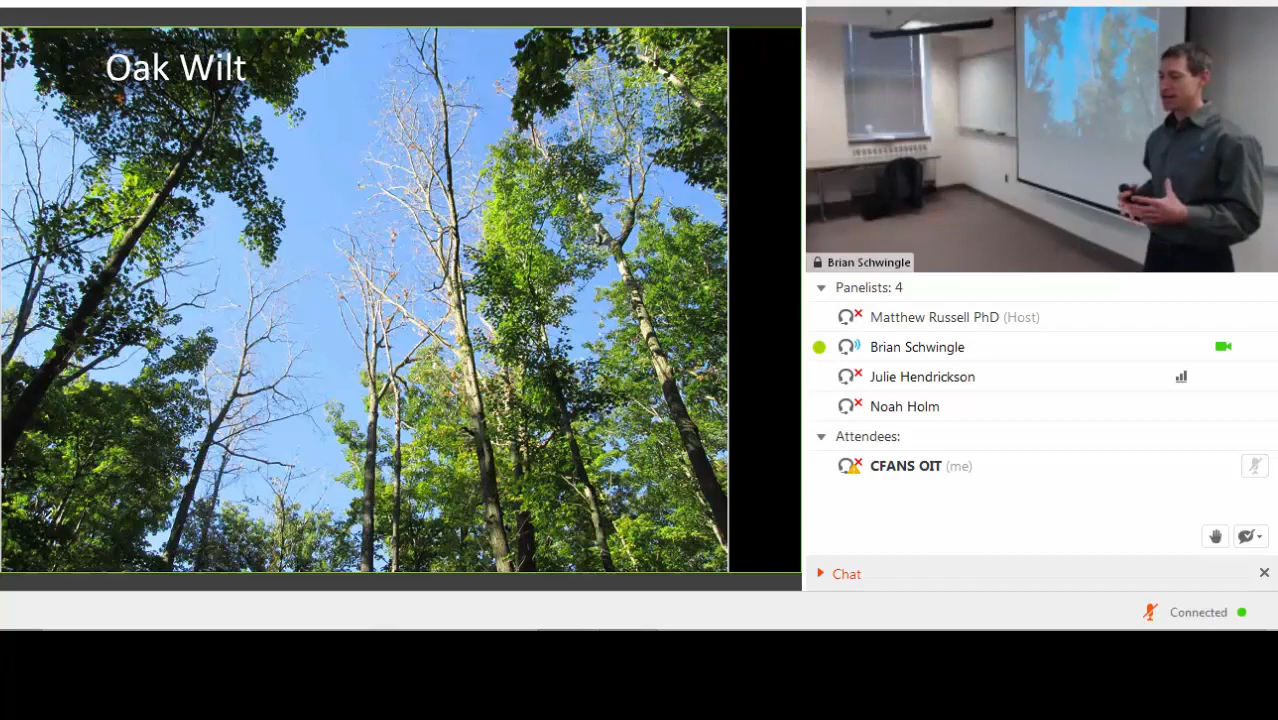 Oak Wilt
Brian Schwingle
Panelists: 4
Matthew Russell PhD (Host)
Brian Schwingle
Julie Hendrickson
Noah Holm
Attendees:
CFANS OIT (me)
Chat
Connected